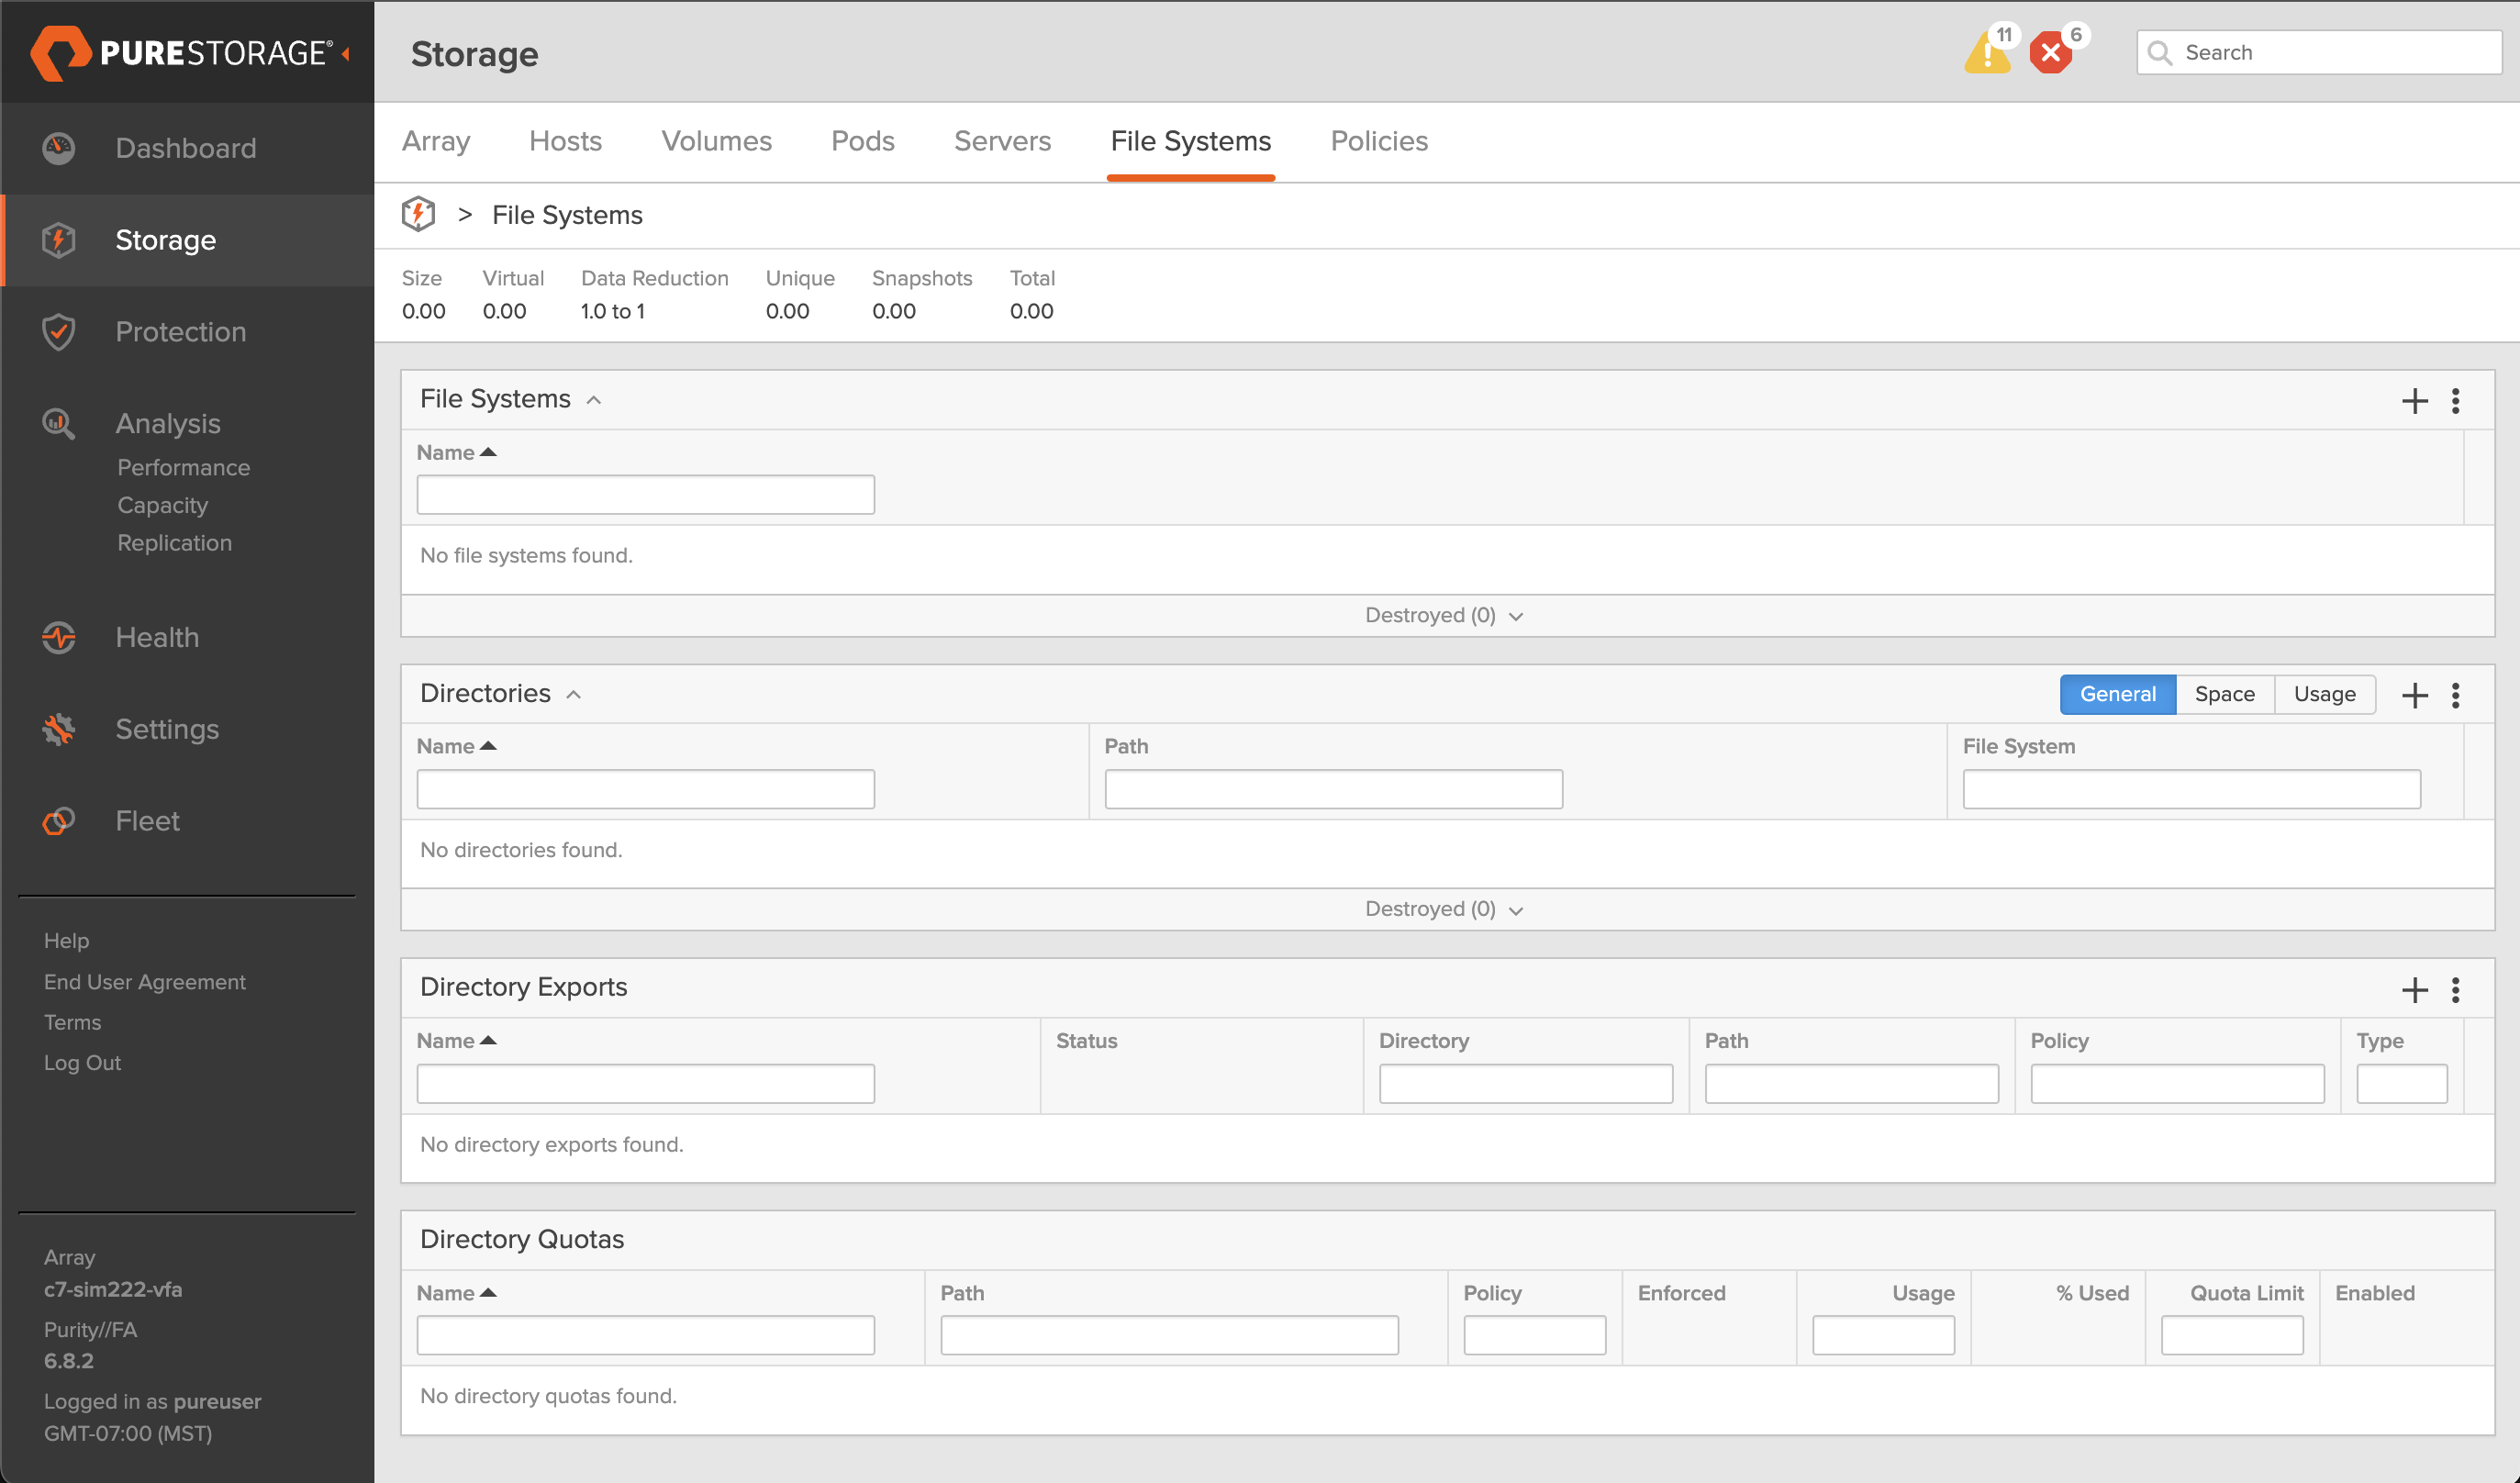 PURESTORAGE®
Storage
11
6
Search
Dashboard
Storage
Protection
Analysis
Performance
Capacity
Replication
Health
Settings
Fleet
Help
End User Agreement
Terms
Log Out
Array
c7-sim222-vfa
Purity//FA
6.8.2
Logged in as pureuser
GMT-07:00 (MST)
Array Hosts Volumes Pods Servers File Systems Policies
> File Systems
Size Virtual Data Reduction Unique Snapshots Total
0.00 0.00 1.0 to 1 0.00 0.00 0.00
File Systems
Name
No file systems found.
Destroyed (0)
Directories
General Space Usage
Name Path File System
No directories found.
Destroyed (0)
Directory Exports
Name Status Directory Path Policy Type
No directory exports found.
Directory Quotas
Name Path Policy Enforced Usage % Used Quota Limit Enabled
No directory quotas found.